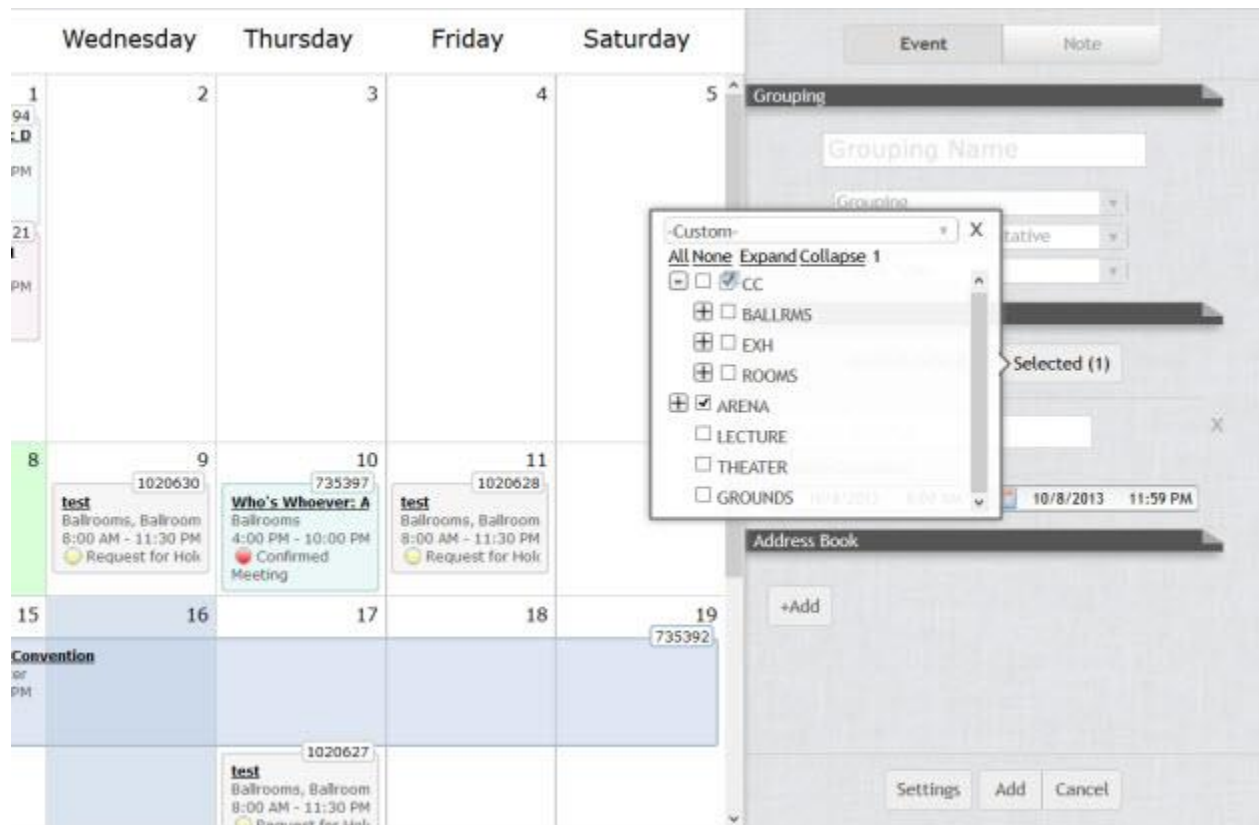 Wednesday Thursday Friday Saturday
1 2 3 4 5
94
: D
PM
21
PM
8 9 10 11
1020630
test
Ballrooms, Ballroom
8:00 AM - 11:30 PM
Request for Hol
735397
Who's Whoever: A
Ballrooms
4:00 PM - 10:00 PM
Confirmed
Meeting
1020628
test
Ballrooms, Ballroom
8:00 AM - 11:30 PM
Request for Hol
15 16 17 18 19
735392
Convention
er
PM
1020627
test
Ballrooms, Ballroom
8:00 AM - 11:30 PM
Request for Hol
Event Note
Grouping
Grouping Name
Grouping
tative
-Custom- X
All None Expand Collapse 1
CC
BALLRMS
EXH
ROOMS
ARENA
LECTURE
THEATER
GROUNDS
Selected (1)
X
10/8/2013 11:59 PM
Address Book
+Add
Settings Add Cancel